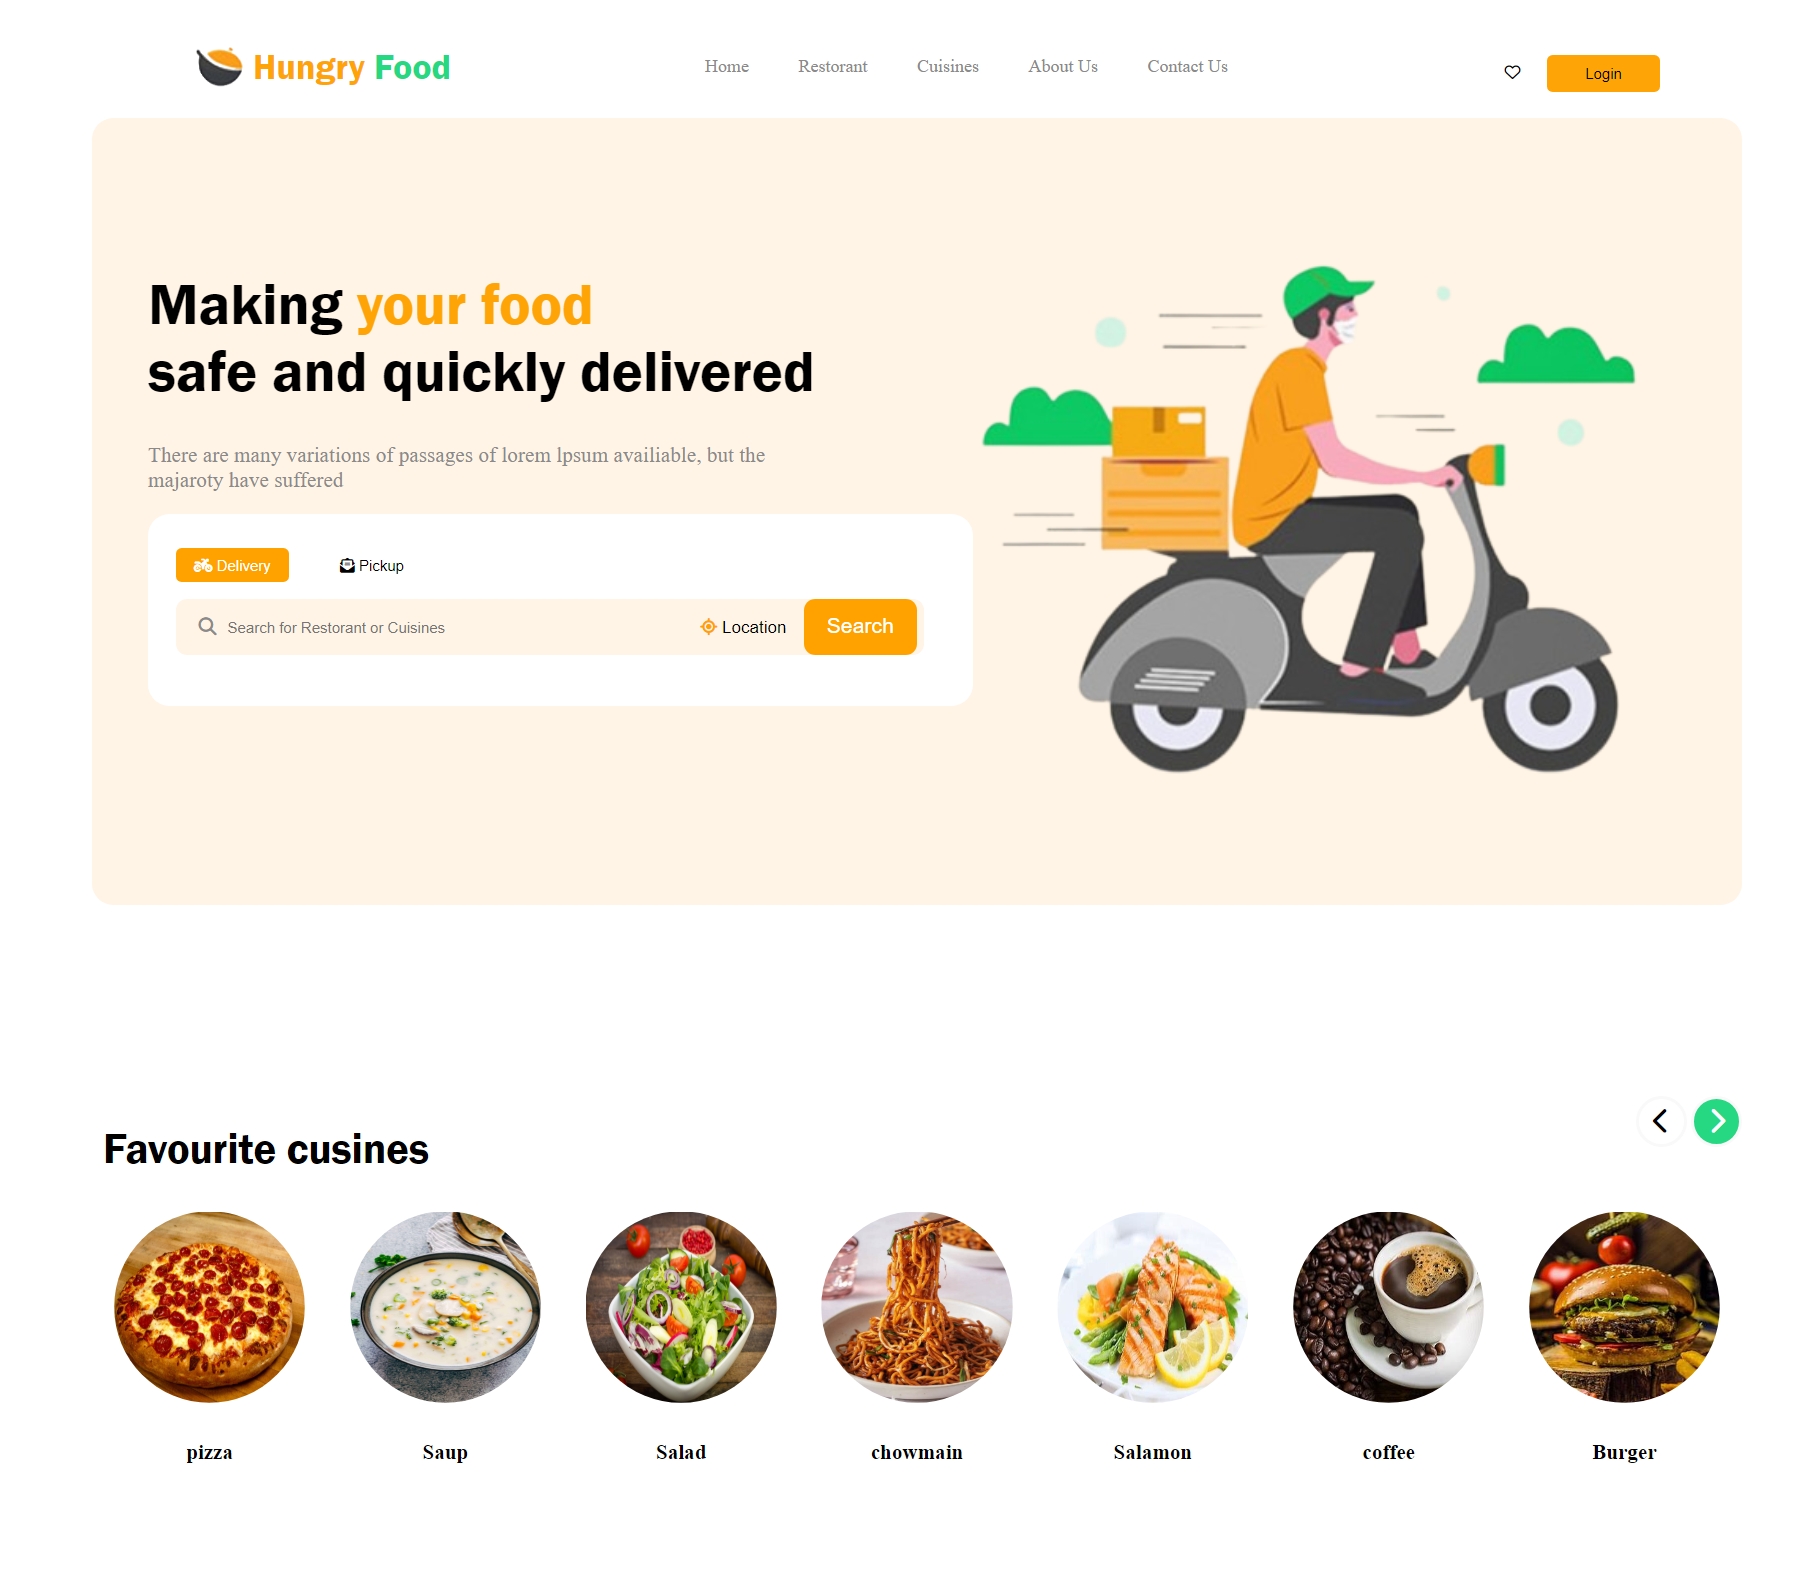 Hungry Food
Home Restorant Cuisines About Us Contact Us
Login
Making your food
safe and quickly delivered
There are many variations of passages of lorem lpsum availiable, but the
majaroty have suffered
Delivery Pickup
Search for Restorant or Cuisines Location Search
Favourite cusines
pizza Saup Salad chowmain Salamon coffee Burger